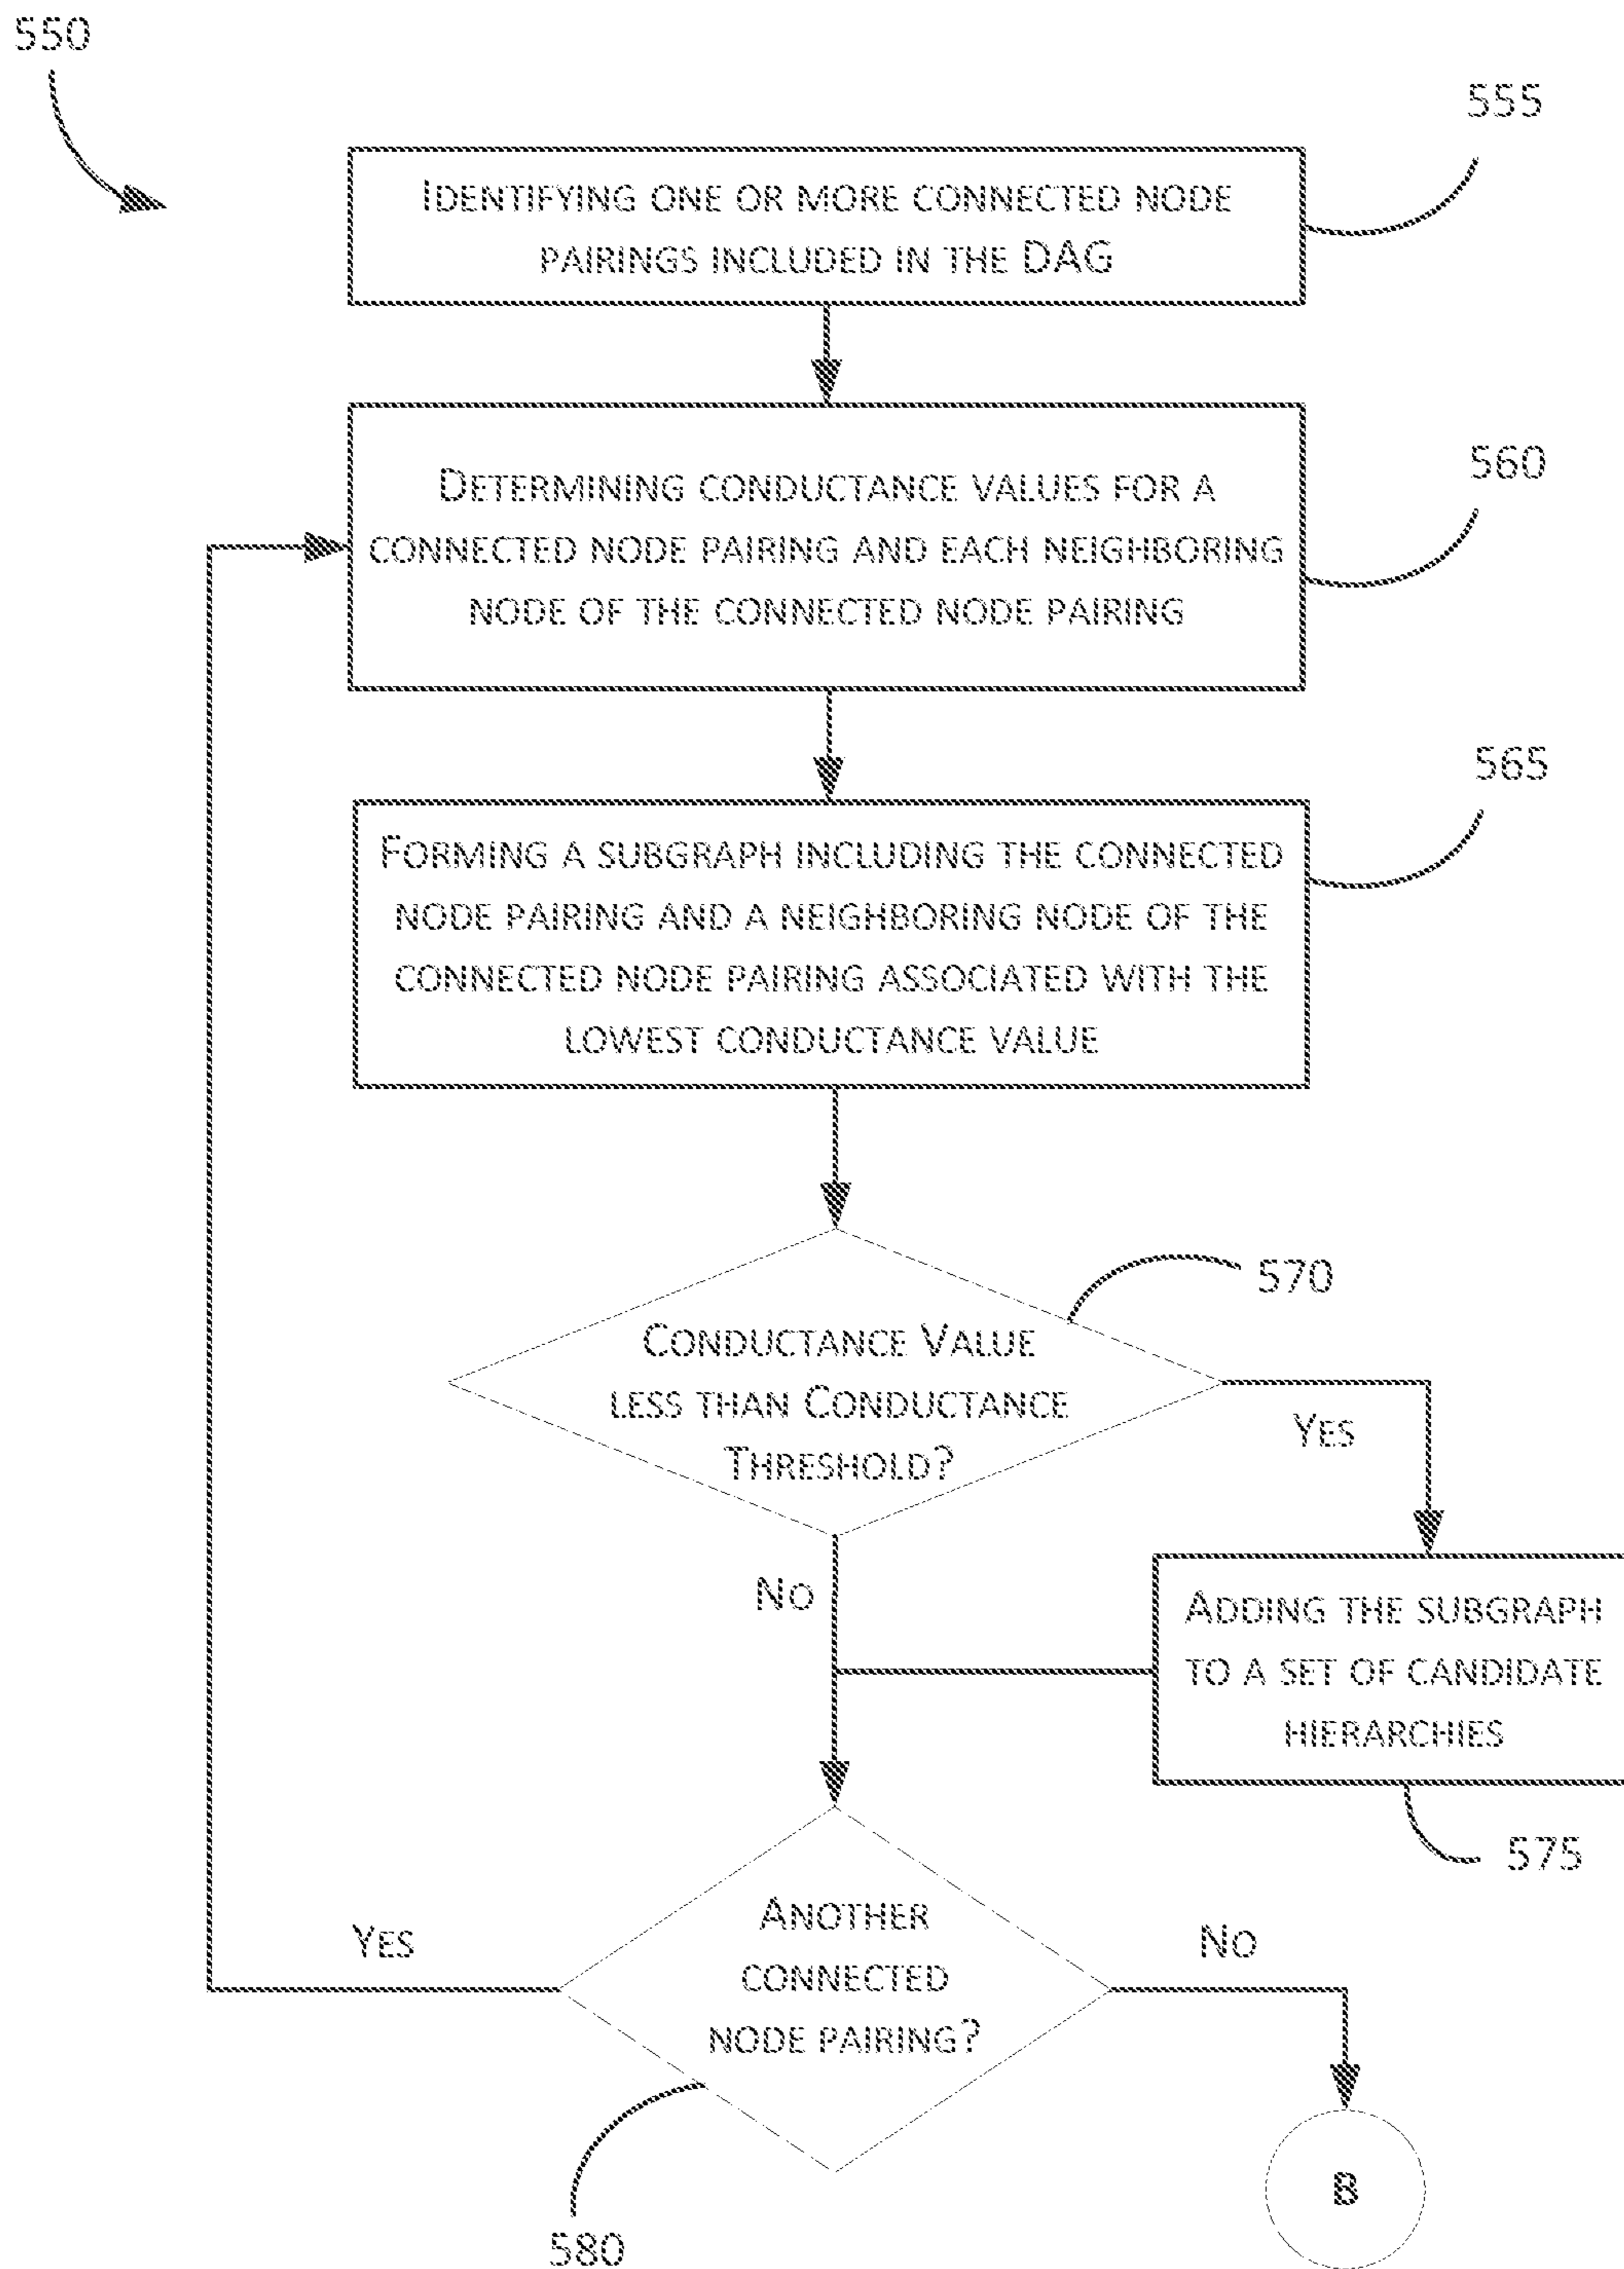 550
555
IDENTIFYING ONE OR MORE CONNECTED NODE
PAIRINGS INCLUDED IN THE DAG
560
DETERMINING CONDUCTANCE VALUES FOR A
CONNECTED NODE PAIRING AND EACH NEIGHBORING
NODE OF THE CONNECTED NODE PAIRING
565
FORMING A SUBGRAPH INCLUDING THE CONNECTED
NODE PAIRING AND A NEIGHBORING NODE OF THE
CONNECTED NODE PAIRING ASSOCIATED WITH THE
LOWEST CONDUCTANCE VALUE
570
CONDUCTANCE VALUE
LESS THAN CONDUCTANCE
THRESHOLD?
YES
NO
ADDING THE SUBGRAPH
TO A SET OF CANDIDATE
HIERARCHIES
575
ANOTHER
CONNECTED
NODE PAIRING?
YES
NO
580
B